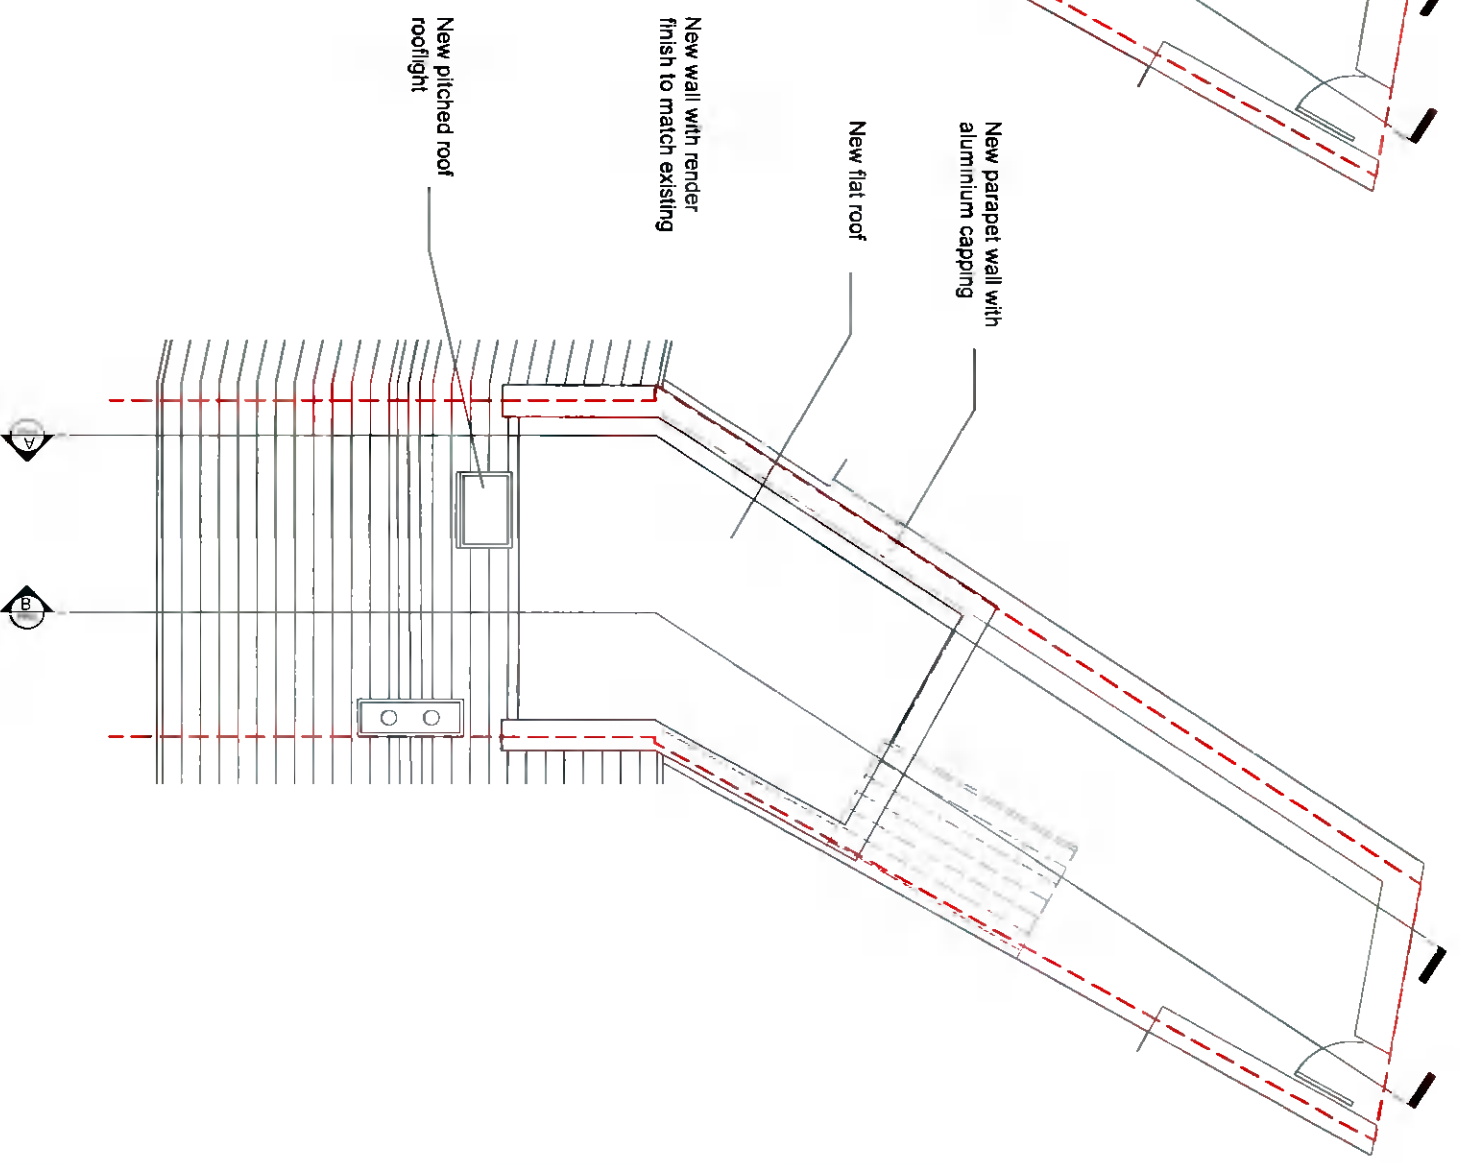 New parapet wall with
aluminium capping
New flat roof
New wall with render
finish to match existing
New pitched roof
rooflight
A
B